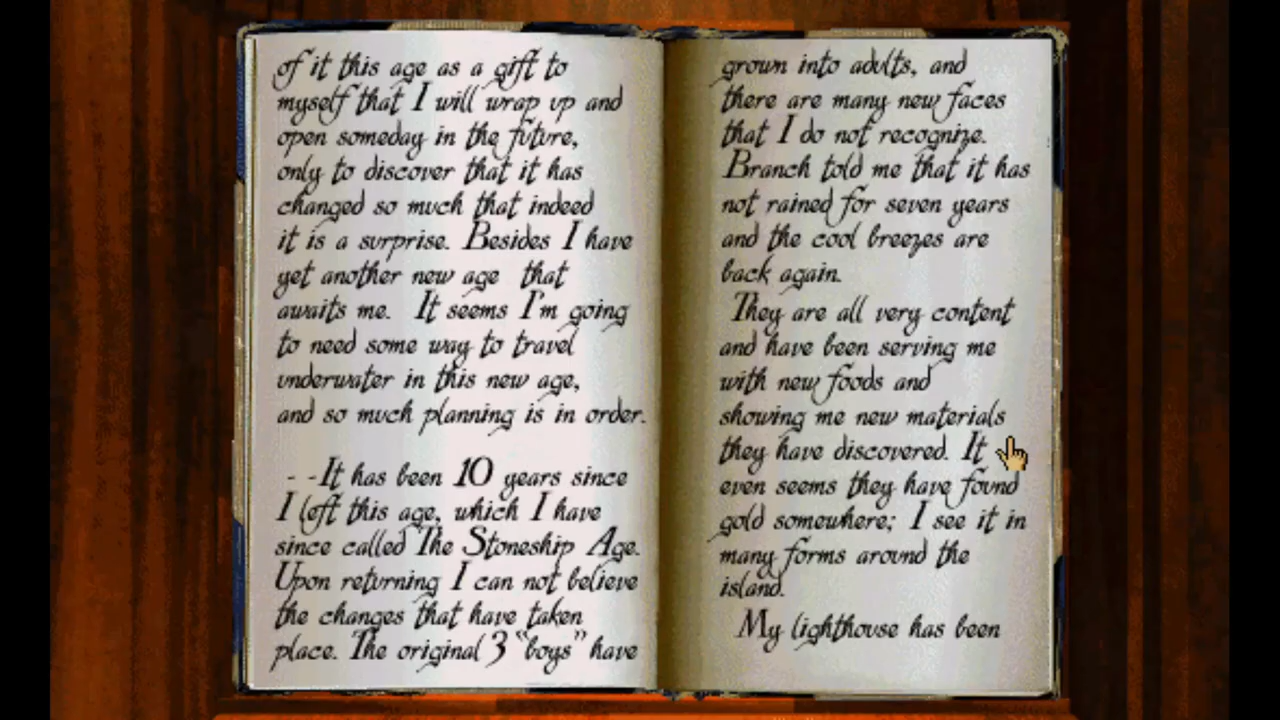 of it this age as a gift to
myself that I will wrap up and
open someday in the future,
only to discover that it has
changed so much that indeed
it is a surprise. Besides I have
yet another new age that
awaits me. It seems I'm going
to need some way to travel
underwater in this new age,
and so much planning is in order.
- -It has been 10 years since
I left this age, which I have
since called The Stoneship Age.
Upon returning I can not believe
the changes that have taken
place. The original 3 "boys" have
grown into adults, and
there are many new faces
that I do not recognize.
Branch told me that it has
not rained for seven years
and the cool breezes are
back again.
They are all very content
and have been serving me
with new foods and
showing me new materials
they have discovered. It
even seems they have found
gold somewhere; I see it in
many forms around the
island.
My lighthouse has been